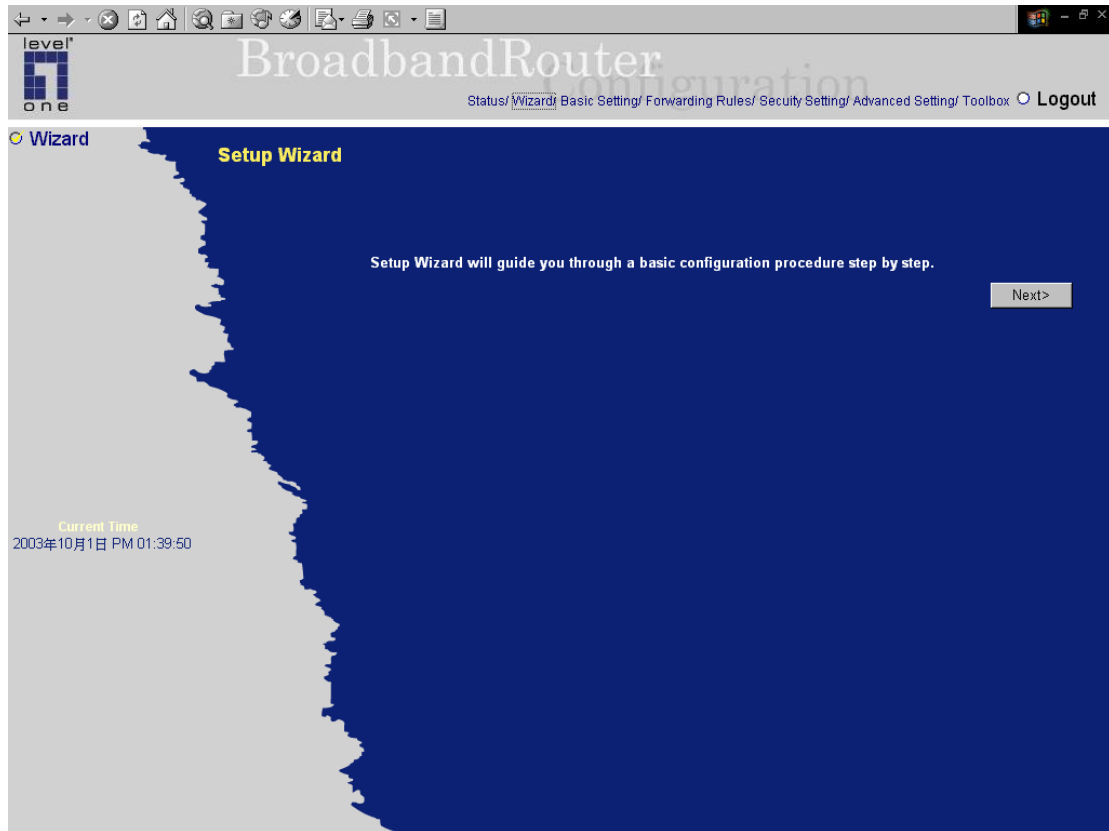 level®
one
BroadbandRouter
Configuration
Status/ Wizard/ Basic Setting/ Forwarding Rules/ Secuity Setting/ Advanced Setting/ Toolbox Logout
Wizard
Setup Wizard
Setup Wizard will guide you through a basic configuration procedure step by step.
Next>
Current Time
2003年10月1日 PM 01:39:50